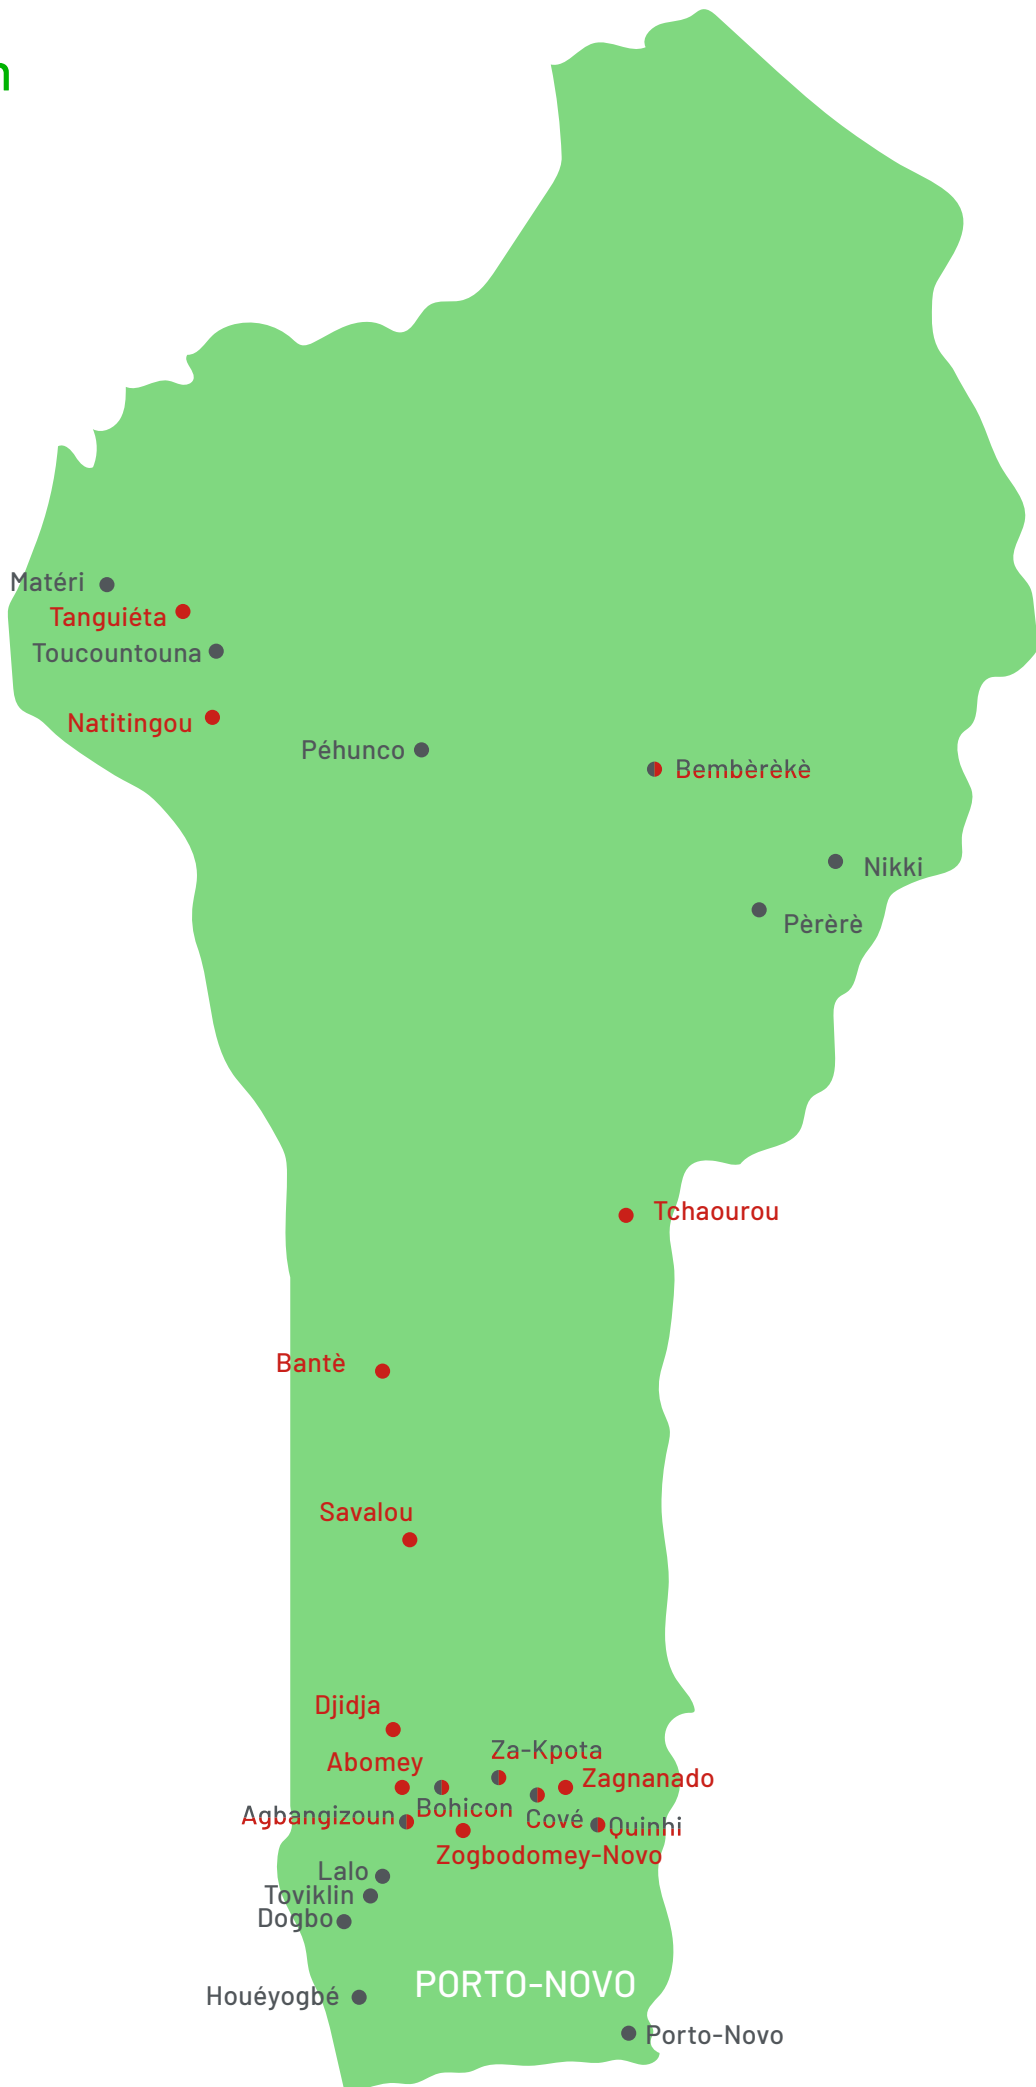 Matéri
Tanguiéta
Toucountouna
Natitingou
Péhunco
Bembèrèkè
Nikki
Pèrèrè
Tchaourou
Bantè
Savalou
Djidja
Za-Kpota
Abomey
Zagnanado
Bohicon
Agbangizoun
Cové
Quinhi
Zogbodomey-Novo
Lalo
Toviklin
Dogbo
PORTO-NOVO
Houéyogbé
Porto-Novo